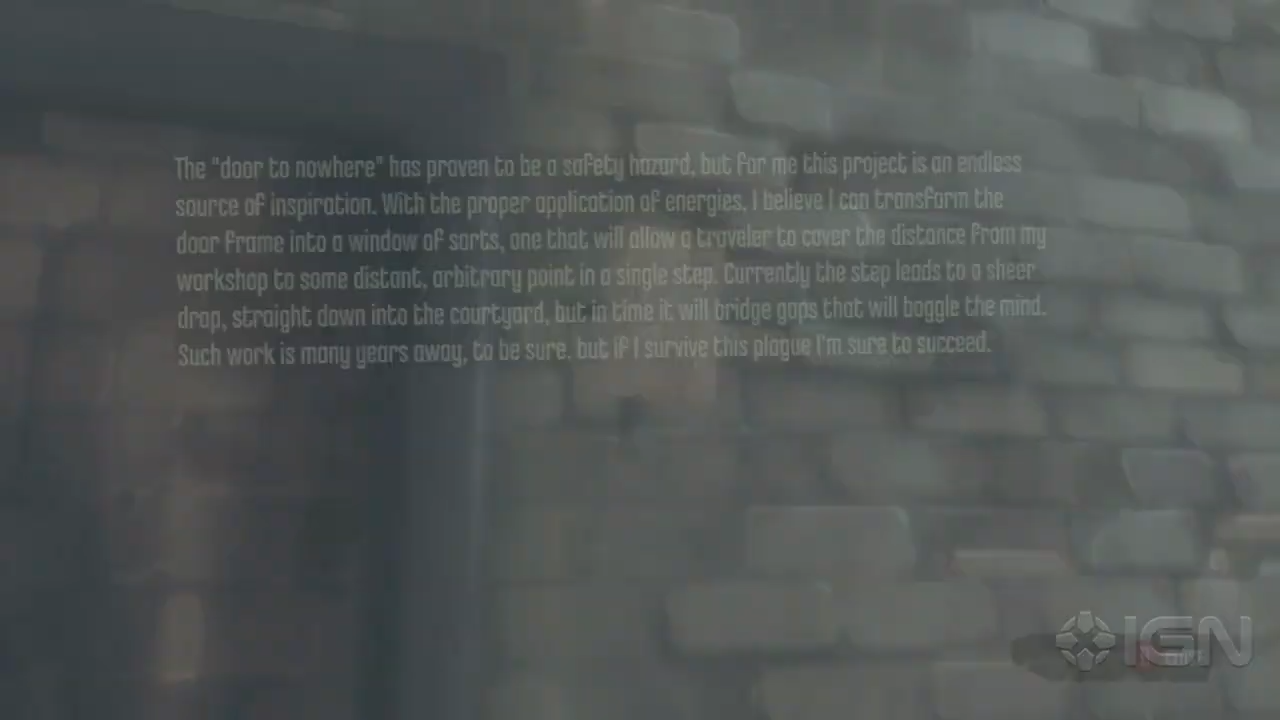 The "door to nowhere" has proven to be a safety hazard, but for me this project is an endless
source of inspiration. With the proper application of energies, I believe I can transform the
door frame into a window of sorts, one that will allow a traveler to cover the distance from my
workshop to some distant, arbitrary point in a single step. Currently the step leads to a sheer
drop, straight down into the courtyard, but in time it will bridge gaps that will boggle the mind.
Such work is many years away, to be sure, but if I survive this plague I'm sure to succeed.
IGN